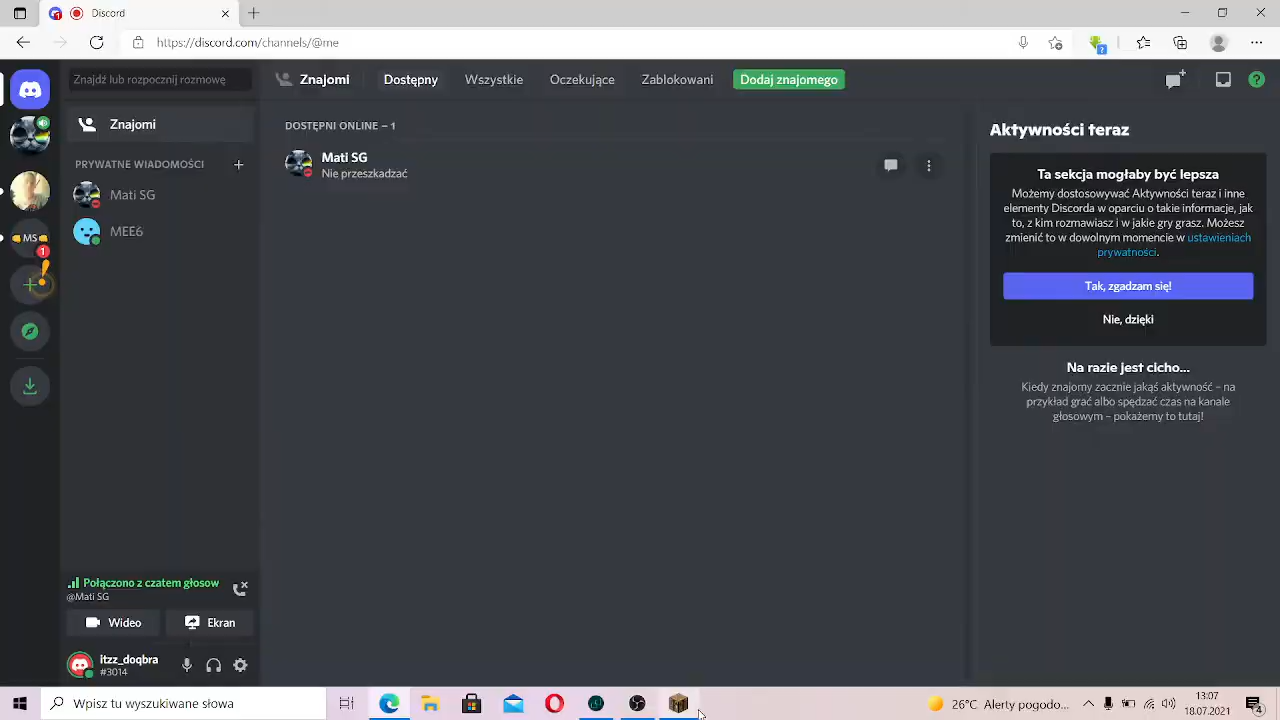 Discord
https://discord.com/channels/@me
Znajdź lub rozpocznij rozmowę
Znajomi
Dostępny
Wszystkie
Oczekujące
Zablokowani
Dodaj znajomego
?
Znajomi
PRYWATNE WIADOMOŚCI
Mati SG
MEE6
MS
1
DOSTĘPNI ONLINE – 1
Mati SG
Nie przeszkadzać
Aktywności teraz
Ta sekcja mogłaby być lepsza
Możemy dostosowywać Aktywności teraz i inne
elementy Discorda w oparciu o takie informacje, jak
to, z kim rozmawiasz i w jakie gry grasz. Możesz
zmienić to w dowolnym momencie w ustawieniach
prywatności.
Tak, zgadzam się!
Nie, dzięki
Na razie jest cicho...
Kiedy znajomy zacznie jakąś aktywność – na
przykład grać albo spędzać czas na kanale
głosowym – pokażemy to tutaj!
Połączono z czatem głosow
@Mati SG
Wideo
Ekran
itzz_doqbra
#3014
Wpisz tu wyszukiwane słowa
26°C Alerty pogodo...
13:07
18.07.2021
4